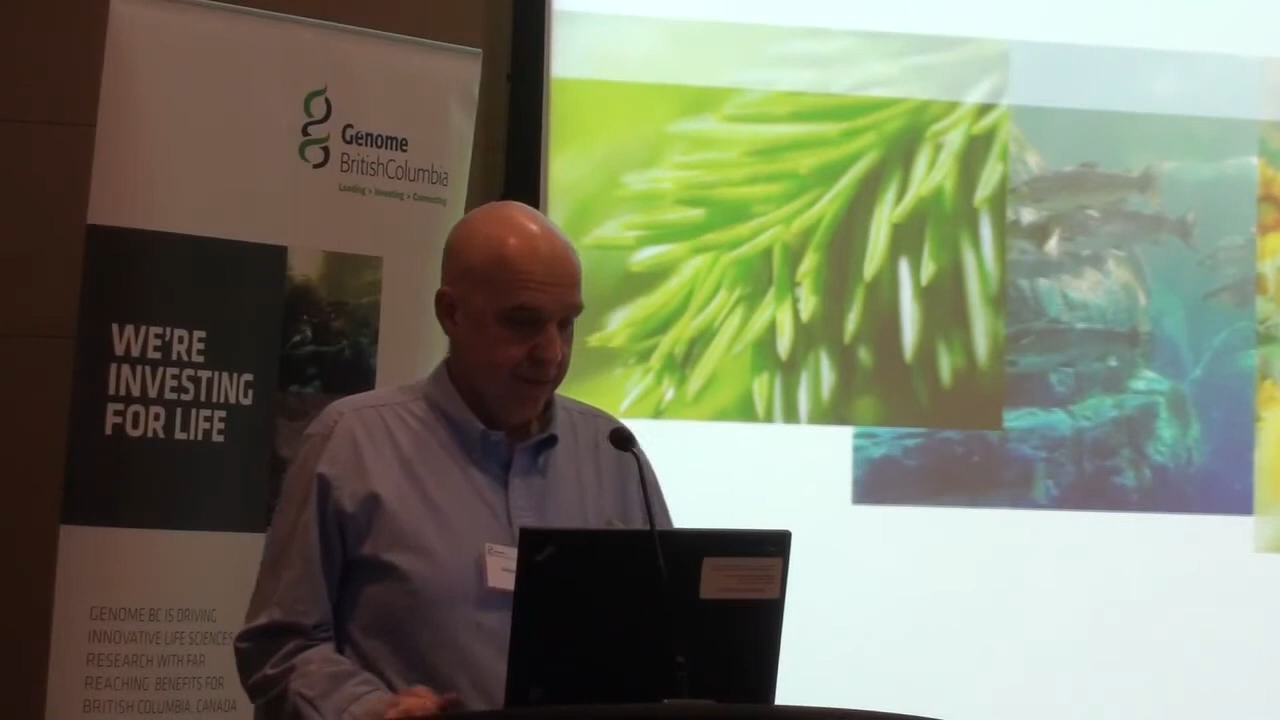 Genome
BritishColumbia
Leading > Investing > Connecting
WE'RE
INVESTING
FOR LIFE
GENOME BC IS DRIVING
INNOVATIVE LIFE SCIENCES
RESEARCH WITH FAR
REACHING BENEFITS FOR
BRITISH COLUMBIA, CANADA